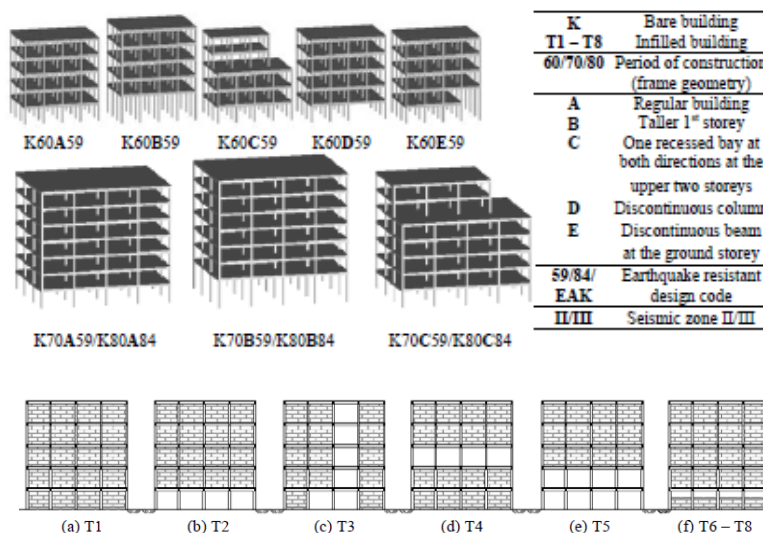 K60A59 K60B59 K60C59 K60D59 K60E59
K70A59/K80A84 K70B59/K80B84 K70C59/K80C84
K Bare building
T1 – T8 Infilled building
60/70/80 Period of construction
(frame geometry)
A Regular building
B Taller 1st storey
C One recessed bay at
both directions at the
upper two storeys
D Discontinuous column
E Discontinuous beam
at the ground storey
59/84/ Earthquake resistant
EAK design code
II/III Seismic zone II/III
(a) T1 (b) T2 (c) T3 (d) T4 (e) T5 (f) T6 – T8